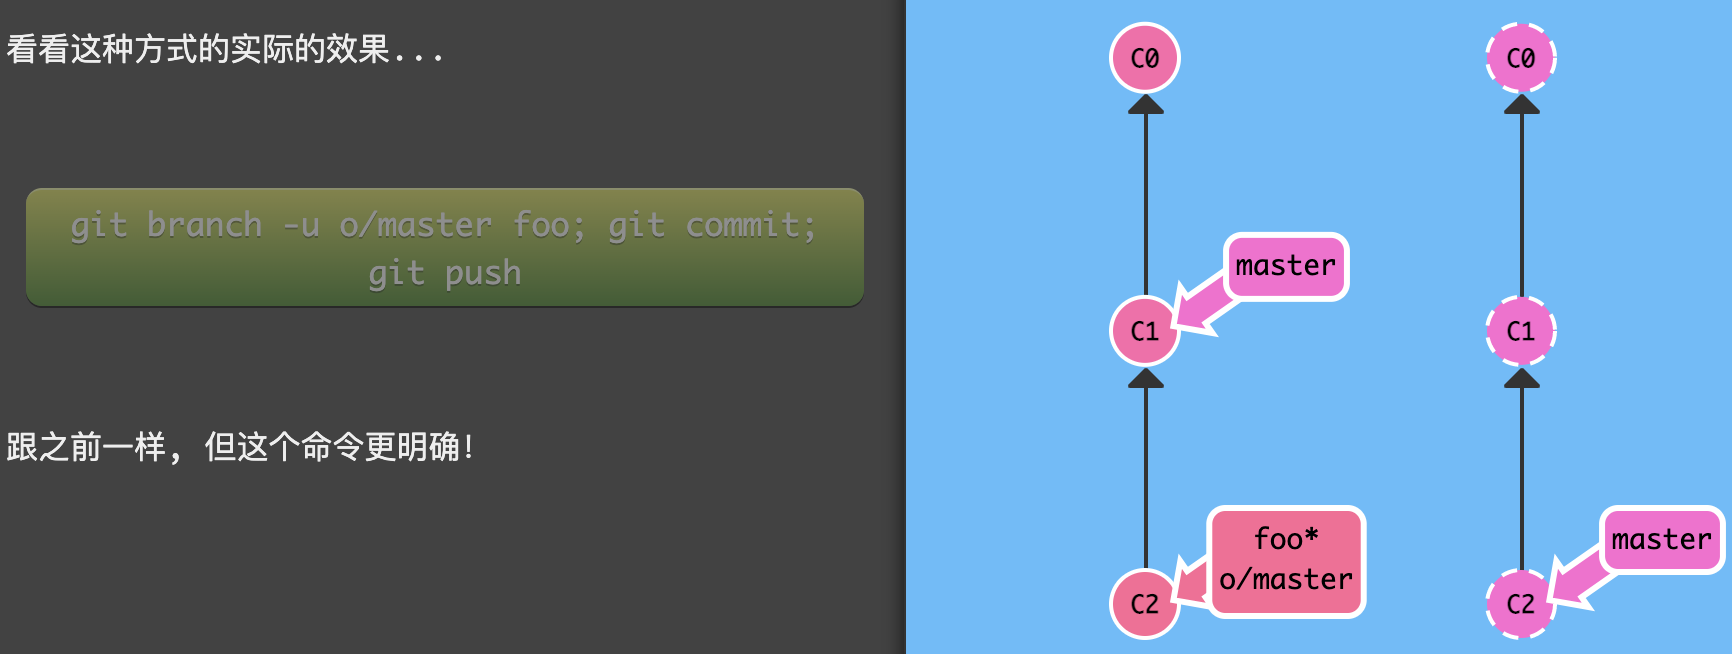 看看这种方式的实际的效果...
git branch -u o/master foo; git commit;
git push
跟之前一样, 但这个命令更明确!
C0
C0
master
C1
C1
foo*
o/master
master
C2
C2